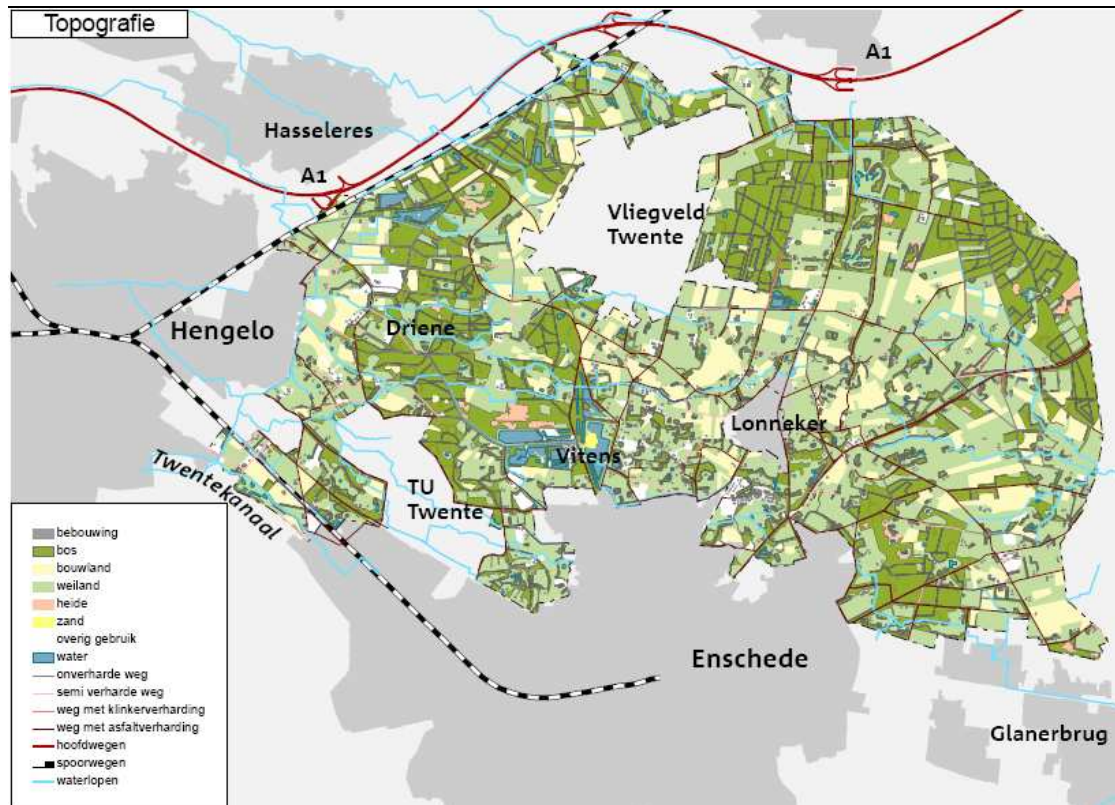 Topografie
A1
Hasseleres
A1
Vliegveld
Twente
Hengelo
Driene
Lonneker
Vitens
TU
Twente
Twentekanaal
Enschede
Glanerbrug
bebouwing
bos
bouwland
weiland
heide
zand
overig gebruik
water
onverharde weg
semi verharde weg
weg met klinkerverharding
weg met asfaltverharding
hoofdwegen
spoorwegen
waterlopen